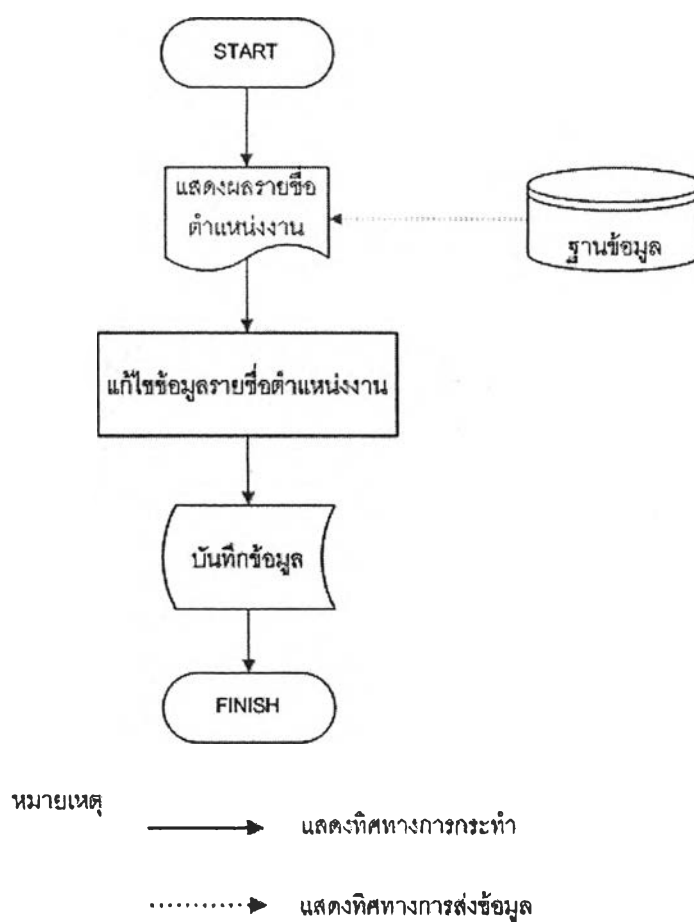 START
แสดงผลรายชื่อ
ตำแหน่งงาน
ฐานข้อมูล
แก้ไขข้อมูลรายชื่อตำแหน่งงาน
บันทึกข้อมูล
FINISH
หมายเหตุ
แสดงทิศทางการกระทำ
แสดงทิศทางการส่งข้อมูล